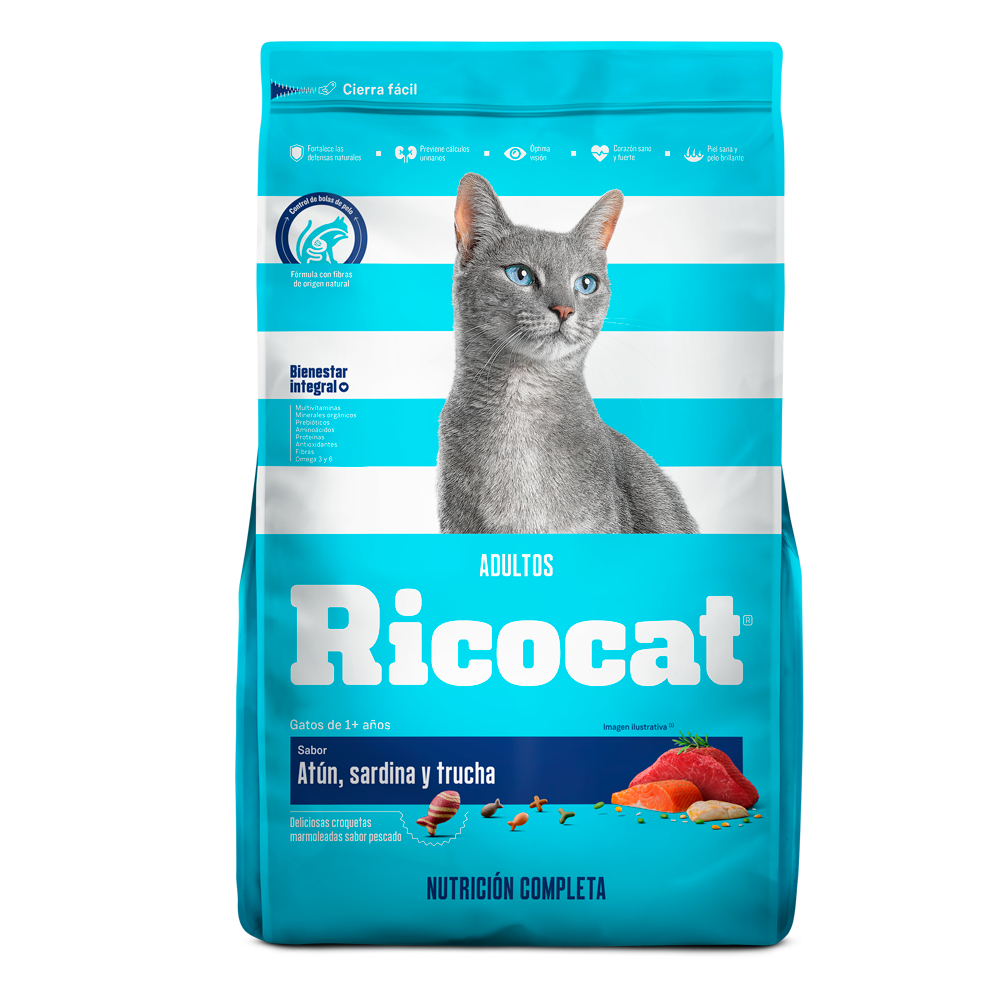 Cierra fácil
Fortalece las
defensas naturales
Previene cálculos
urinarios
Óptima
visión
Corazón sano
y fuerte
Piel sana y
pelo brillante
Control de bolas de pelo
Fórmula con fibras
de origen natural
Bienestar
integral
Multivitaminas
Minerales orgánicos
Prebióticos
Aminoácidos
Proteínas
Antioxidantes
Fibras
Omega 3 y 6
ADULTOS
Ricocat®
Gatos de 1+ años
Imagen ilustrativa (1)
Sabor
Atún, sardina y trucha
Deliciosas croquetas
marmoleadas sabor pescado
NUTRICIÓN COMPLETA